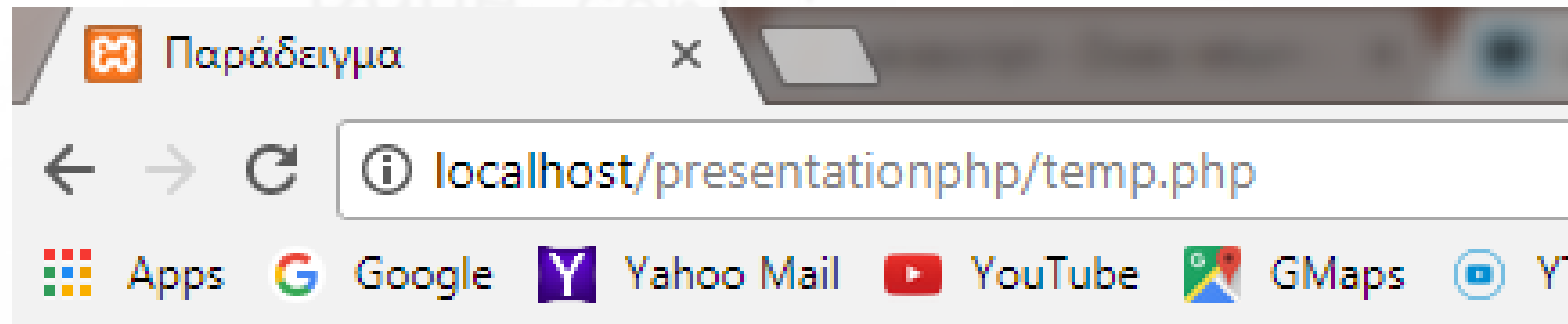 Παράδειγμα
localhost/presentationphp/temp.php
Apps Google Yahoo Mail YouTube GMaps